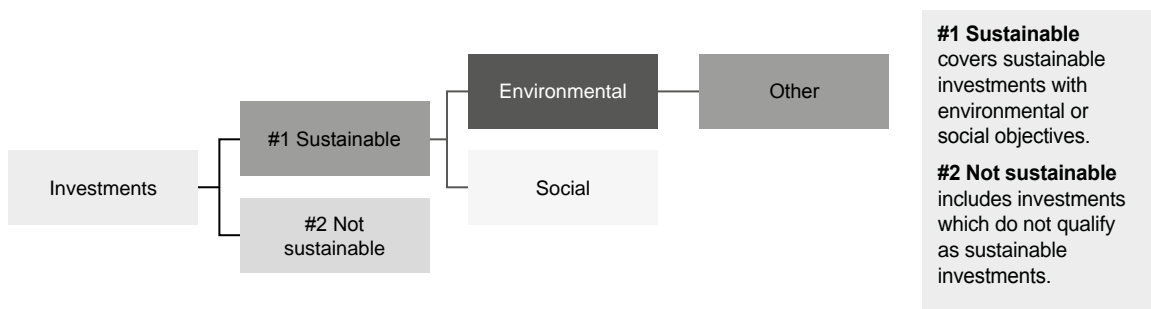 Investments
#1 Sustainable
#2 Not
sustainable
Environmental
Social
Other
#1 Sustainable
covers sustainable
investments with
environmental or
social objectives.
#2 Not sustainable
includes investments
which do not qualify
as sustainable
investments.